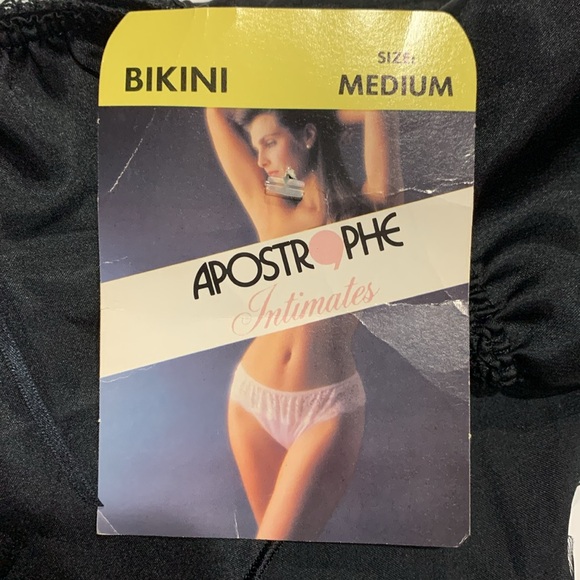 BIKINI
SIZE:
MEDIUM
APOSTROPHE
Intimates